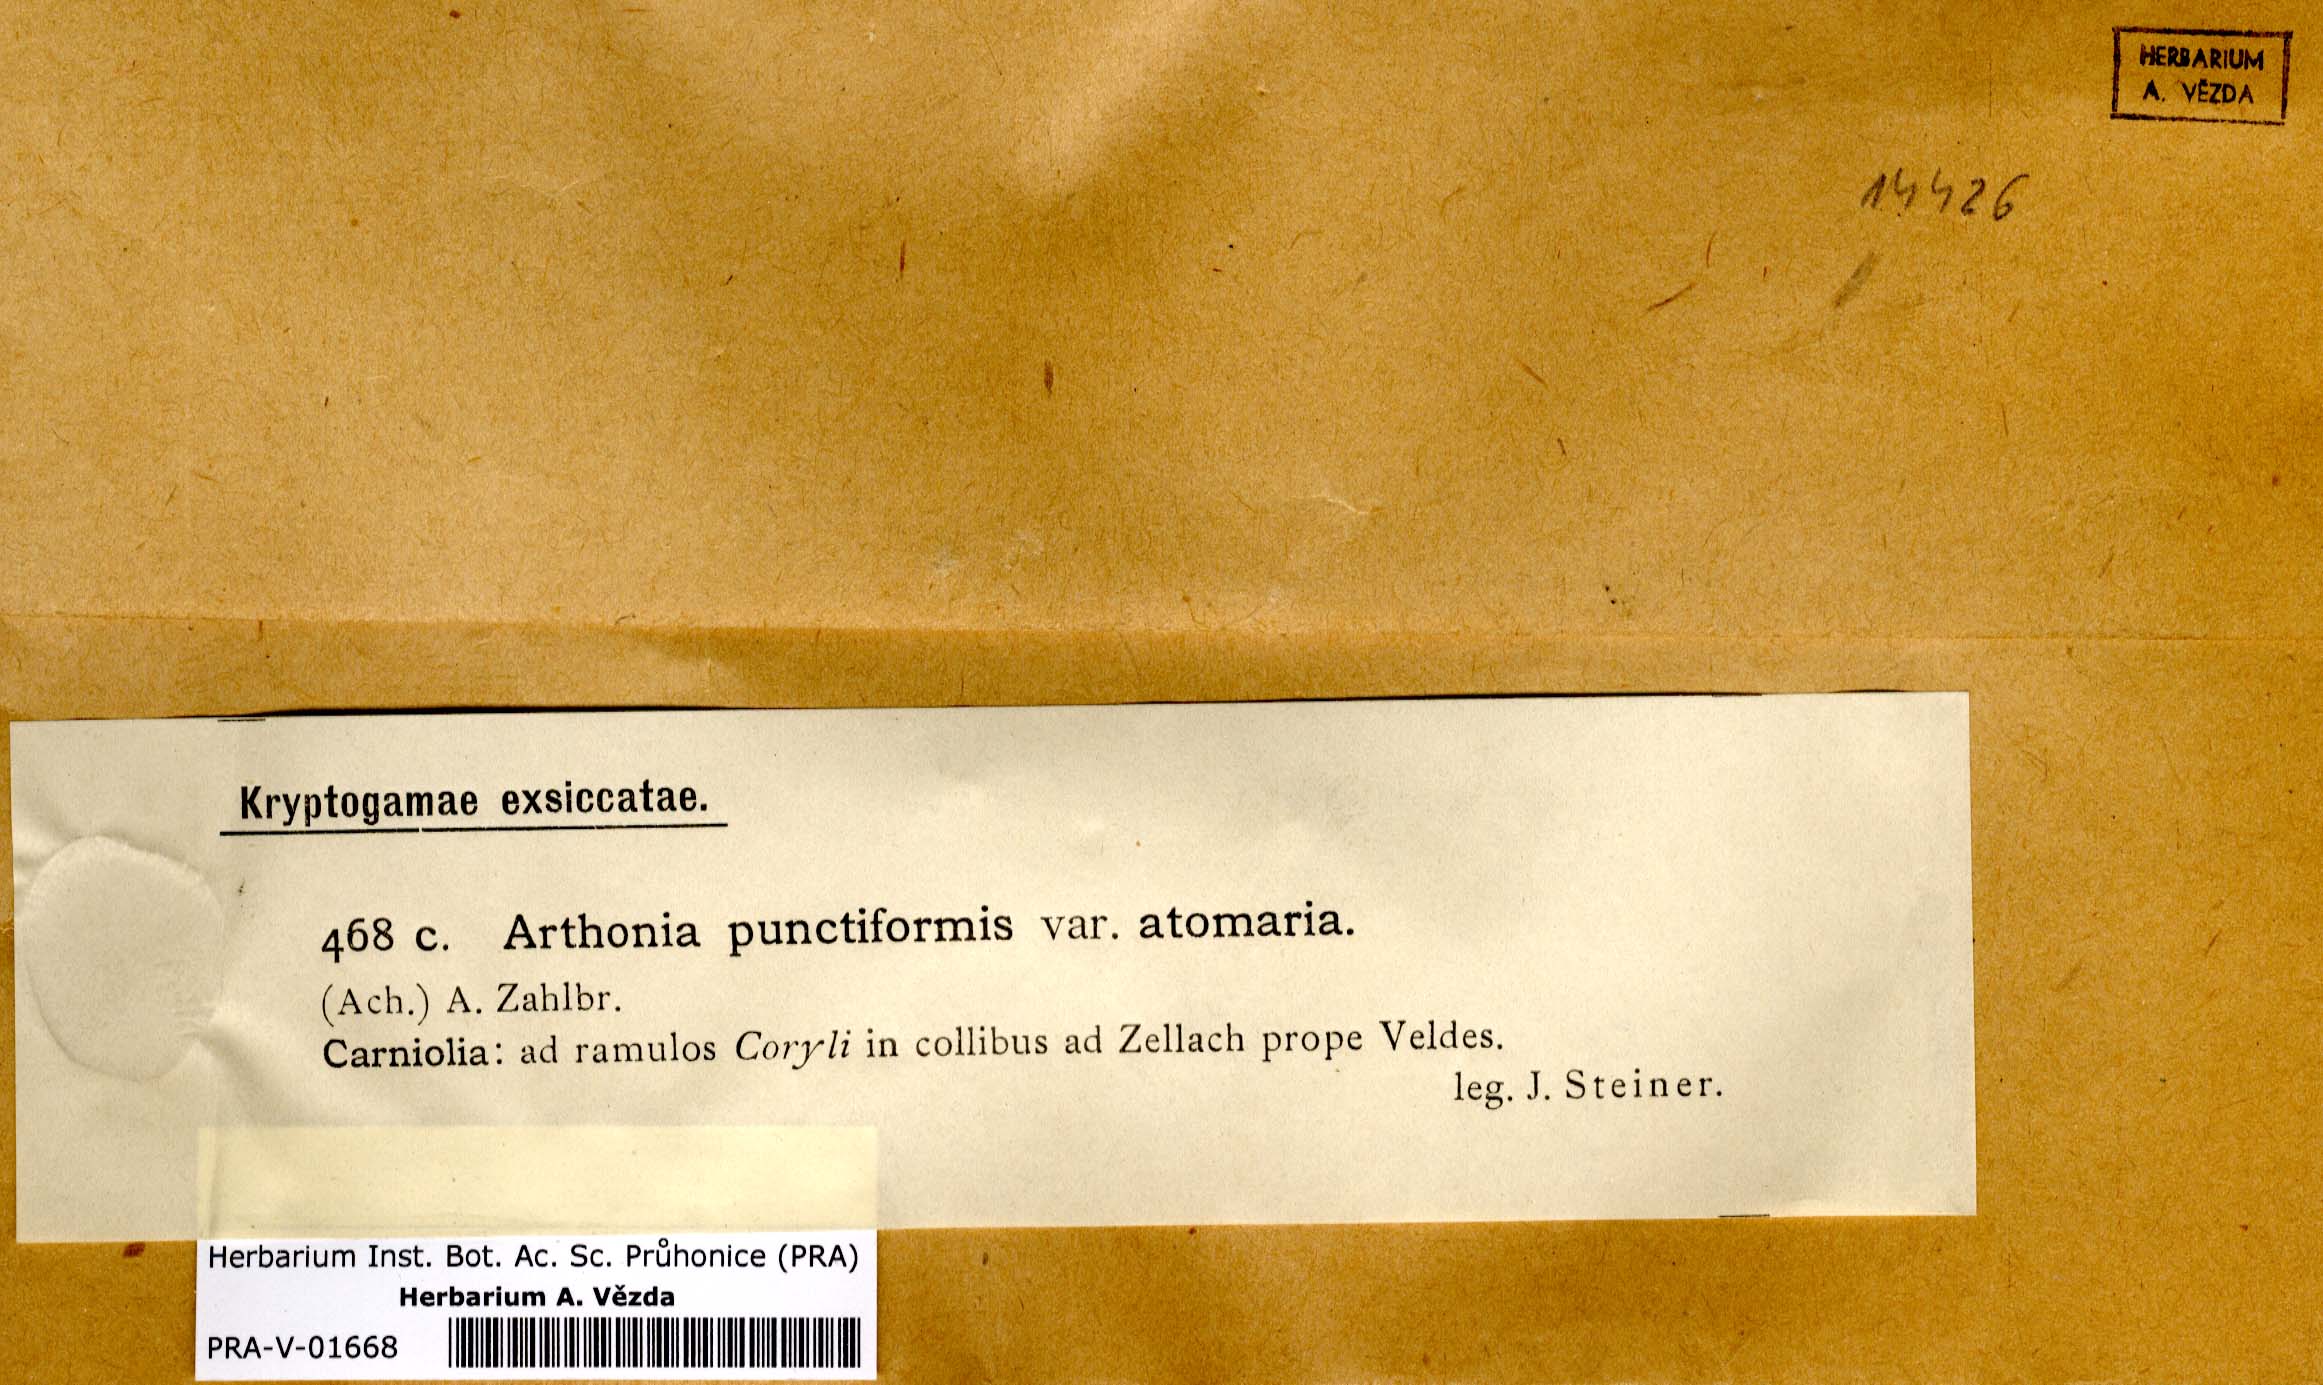 HERBARIUM
A. VĚZDA
14426
Kryptogamae exsiccatae.
468 c. Arthonia punctiformis var. atomaria.
(Ach.) A. Zahlbr.
Carniolia: ad ramulos Coryli in collibus ad Zellach prope Veldes.
leg. J. Steiner.
Herbarium Inst. Bot. Ac. Sc. Průhonice (PRA)
Herbarium A. Vězda
PRA-V-01668